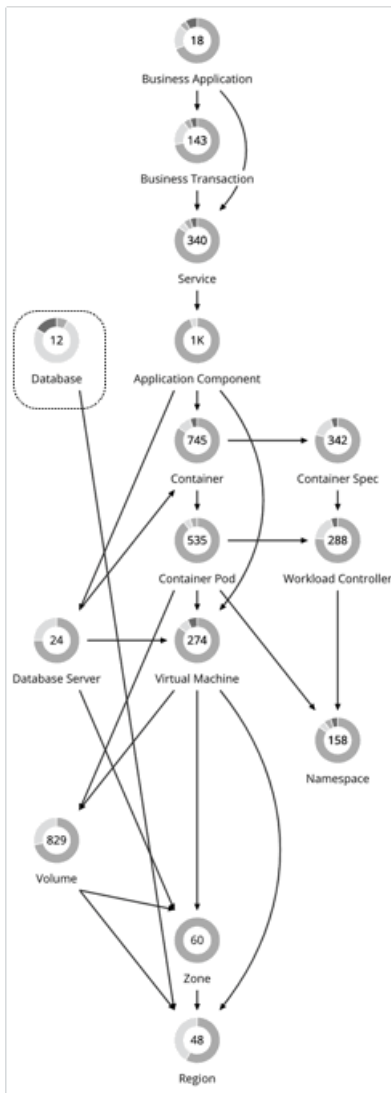 18
Business Application
143
Business Transaction
340
Service
12
Database
1K
Application Component
745
Container
342
Container Spec
535
Container Pod
288
Workload Controller
24
Database Server
274
Virtual Machine
158
Namespace
829
Volume
60
Zone
48
Region